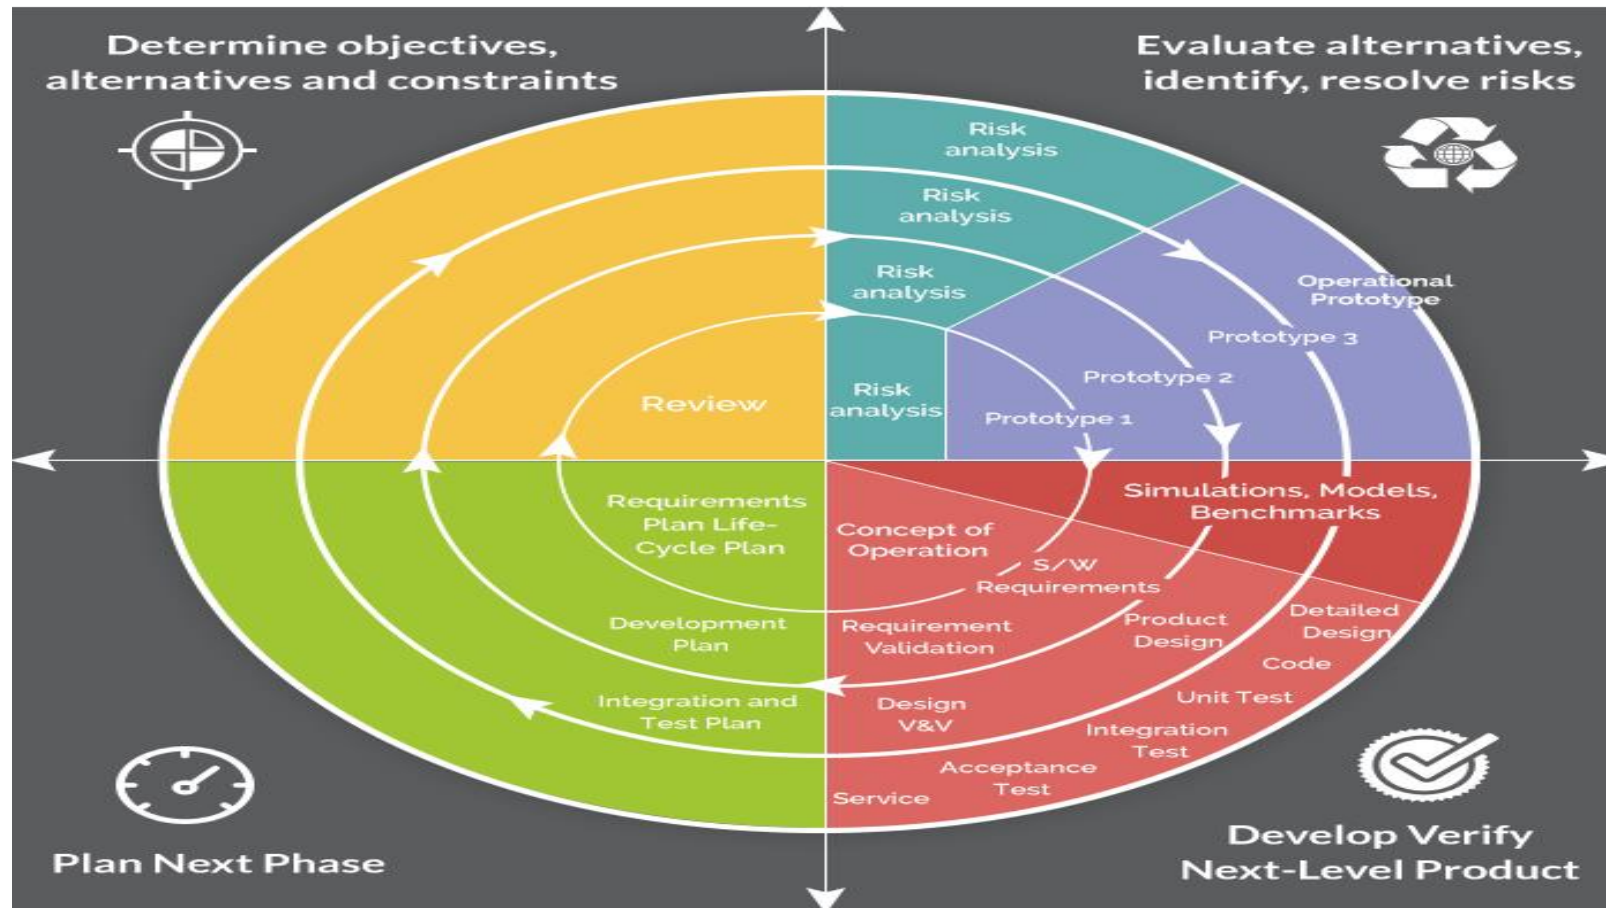 Determine objectives,
alternatives and constraints
Evaluate alternatives,
identify, resolve risks
Risk
analysis
Risk
analysis
Risk
analysis
Risk
analysis
Operational
Prototype
Prototype 3
Prototype 2
Prototype 1
Review
Requirements
Plan Life-
Cycle Plan
Development
Plan
Integration and
Test Plan
Simulations, Models,
Benchmarks
Concept of
Operation
S/W
Requirements
Requirement
Validation
Product
Design
Detailed
Design
Code
Unit Test
Design
V&V
Integration
Test
Acceptance
Test
Service
Plan Next Phase
Develop Verify
Next-Level Product